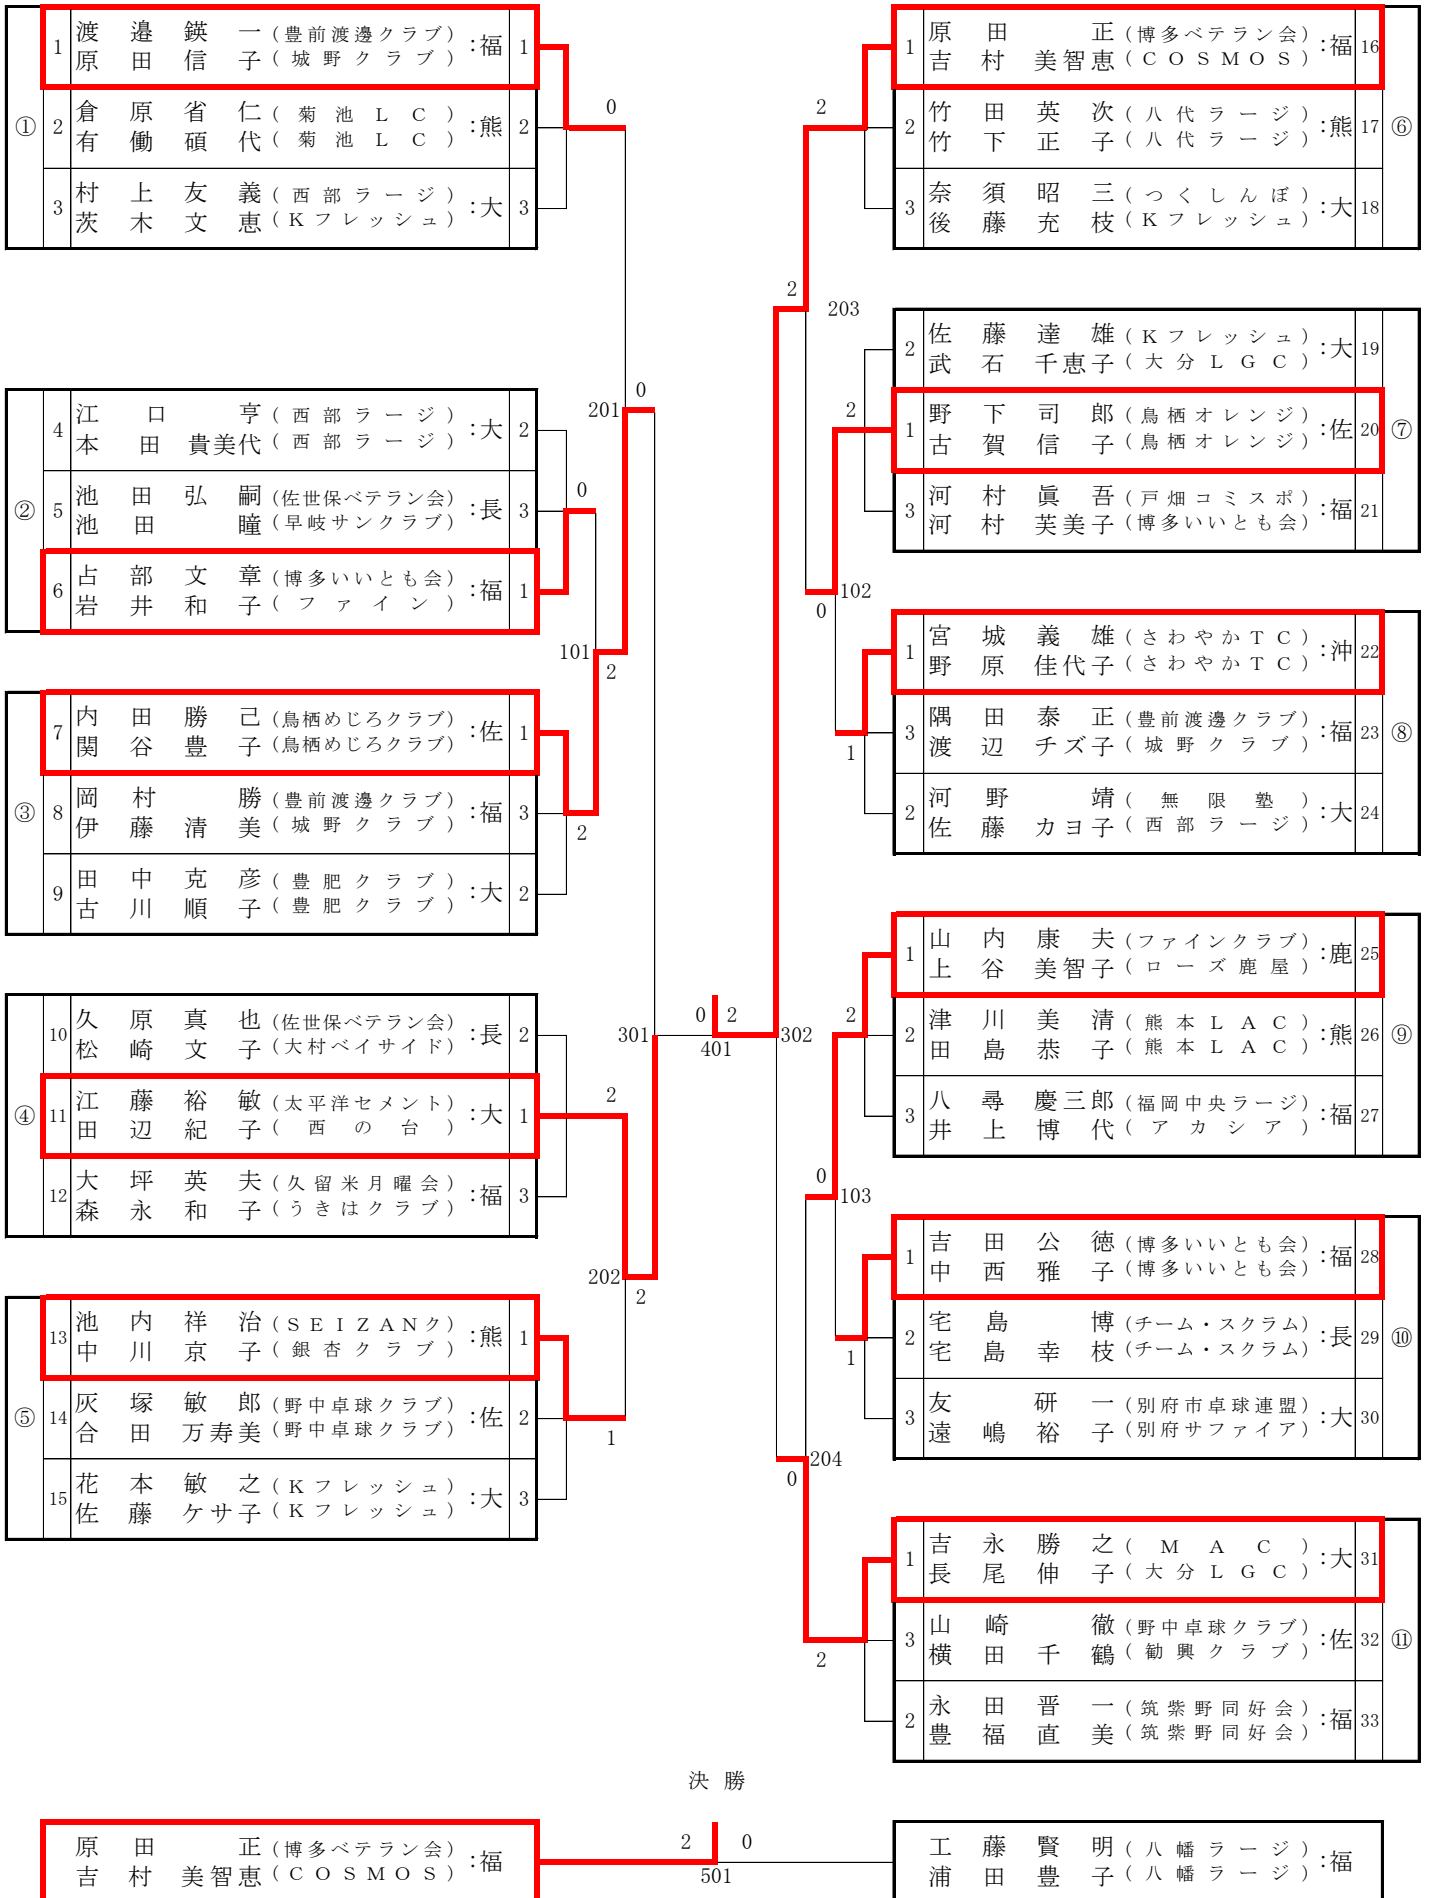 ① 1 渡邉鍈一(豊前渡邊クラブ):福 1
原田信子(城野クラブ)
2 倉原省仁(菊池LC):熊 2
有働碩代(菊池LC)
3 村上友義(西部ラージ):大 3
茨木文恵(Kフレッシュ)
② 4 江口亨(西部ラージ):大 2
本田貴美代(西部ラージ)
5 池田弘嗣(佐世保ベテラン会):長 3
池田瞳(早岐サンクラブ)
6 占部文章(博多いいとも会):福 1
岩井和子(ファイン)
③ 7 内田勝己(鳥栖めじろクラブ):佐 1
関谷豊子(鳥栖めじろクラブ)
8 岡村勝(豊前渡邊クラブ):福 3
伊藤清美(城野クラブ)
9 田中克彦(豊肥クラブ):大 2
古川順子(豊肥クラブ)
④ 10 久原真也(佐世保ベテラン会):長 2
松崎文子(大村ベイサイド)
11 江藤裕敏(太平洋セメント):大 1
田辺紀子(西の台)
12 大坪英夫(久留米月曜会):福 3
森永和子(うきはクラブ)
⑤ 13 池内祥治(SEIZANク):熊 1
中川京子(銀杏クラブ)
14 灰塚敏郎(野中卓球クラブ):佐 2
合田万寿美(野中卓球クラブ)
15 花本敏之(Kフレッシュ):大 3
佐藤ケサ子(Kフレッシュ)
0
0
201
0
101
2
2
301
2
202
2
1
0 2
401
302
2
2
203
2
102
0
1
2
0
103
1
204
0
2
1 原田正(博多ベテラン会):福 16 ⑥
吉村美智恵(COSMOS)
2 竹田英次(八代ラージ):熊 17
竹下正子(八代ラージ)
3 奈須昭三(つくしんぼ):大 18
後藤充枝(Kフレッシュ)
2 佐藤達雄(Kフレッシュ):大 19 ⑦
武石千恵子(大分LGC)
1 野下司郎(鳥栖オレンジ):佐 20
古賀信子(鳥栖オレンジ)
3 河村眞吾(戸畑コミスポ):福 21
河村芙美子(博多いいとも会)
1 宮城義雄(さわやかTC):沖 22 ⑧
野原佳代子(さわやかTC)
3 隅田泰正(豊前渡邊クラブ):福 23
渡辺チズ子(城野クラブ)
2 河野靖(無限塾):大 24
佐藤カヨ子(西部ラージ)
1 山内康夫(ファインクラブ):鹿 25 ⑨
上谷美智子(ローズ鹿屋)
2 津川美清(熊本LAC):熊 26
田島恭子(熊本LAC)
3 八尋慶三郎(福岡中央ラージ):福 27
井上博代(アカシア)
1 吉田公徳(博多いいとも会):福 28 ⑩
中西雅子(博多いいとも会)
2 宅島博(チーム・スクラム):長 29
宅島幸枝(チーム・スクラム)
3 友研一(別府市卓球連盟):大 30
遠嶋裕子(別府サファイア)
1 吉永勝之(MAC):大 31 ⑪
長尾伸子(大分LGC)
3 山崎徹(野中卓球クラブ):佐 32
横田千鶴(勧興クラブ)
2 永田晋一(筑紫野同好会):福 33
豊福直美(筑紫野同好会)
決勝
原田正(博多ベテラン会):福
吉村美智恵(COSMOS)
2 0
501
工藤賢明(八幡ラージ):福
浦田豊子(八幡ラージ)